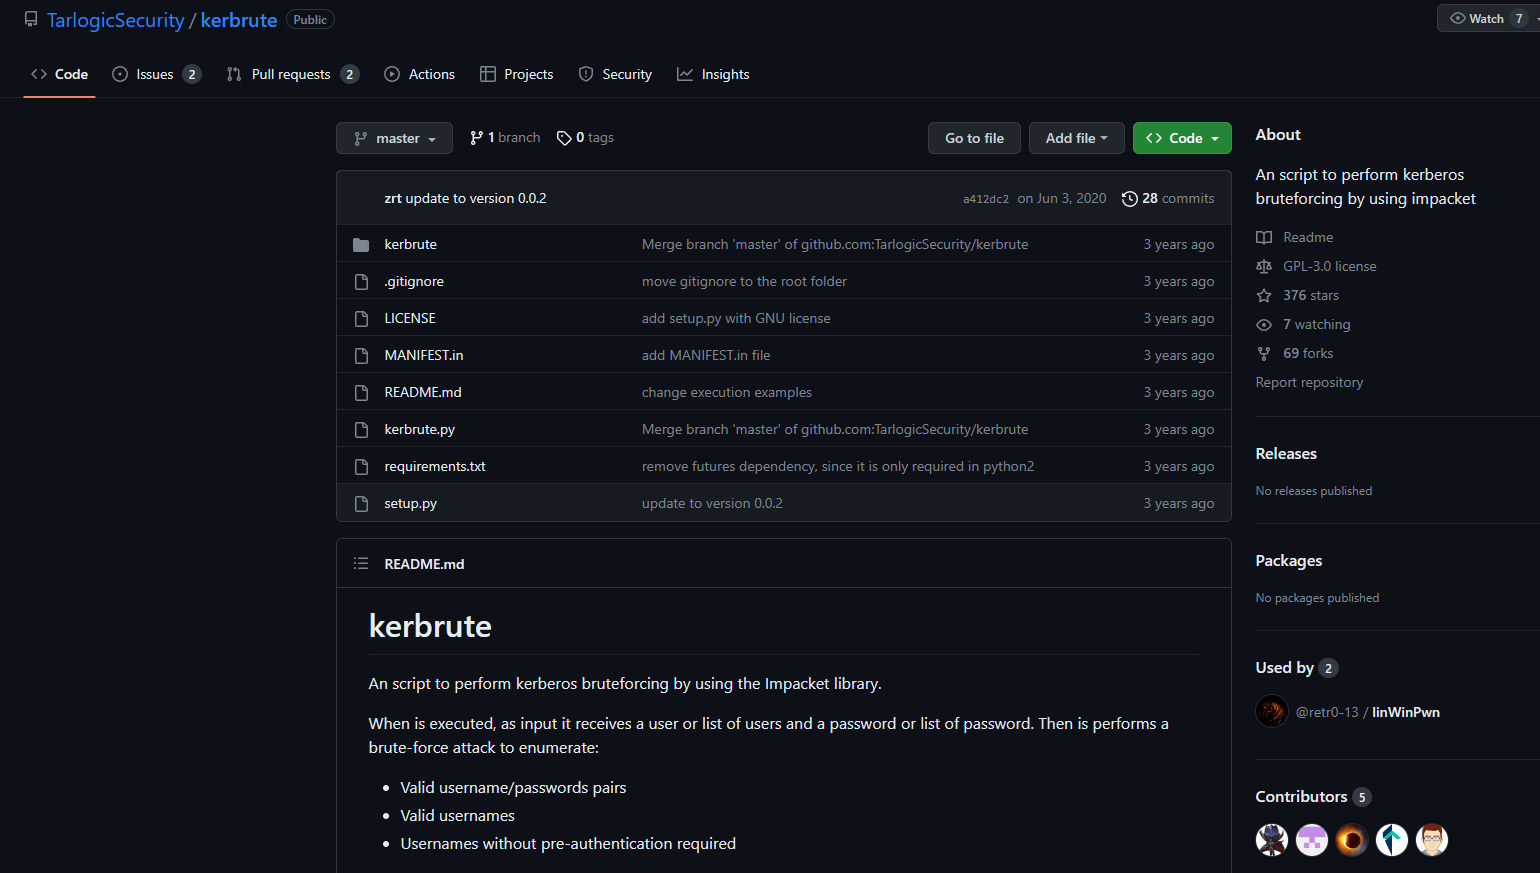 TarlogicSecurity / kerbrute Public
Watch 7
Code Issues 2 Pull requests 2 Actions Projects Security Insights
master 1 branch 0 tags Go to file Add file Code
zrt update to version 0.0.2 a412dc2 on Jun 3, 2020 28 commits
kerbrute Merge branch 'master' of github.com:TarlogicSecurity/kerbrute 3 years ago
.gitignore move gitignore to the root folder 3 years ago
LICENSE add setup.py with GNU license 3 years ago
MANIFEST.in add MANIFEST.in file 3 years ago
README.md change execution examples 3 years ago
kerbrute.py Merge branch 'master' of github.com:TarlogicSecurity/kerbrute 3 years ago
requirements.txt remove futures dependency, since it is only required in python2 3 years ago
setup.py update to version 0.0.2 3 years ago
README.md
kerbrute
An script to perform kerberos bruteforcing by using the Impacket library.
When is executed, as input it receives a user or list of users and a password or list of password. Then is performs a
brute-force attack to enumerate:
• Valid username/passwords pairs
• Valid usernames
• Usernames without pre-authentication required
About
An script to perform kerberos
bruteforcing by using impacket
Readme
GPL-3.0 license
376 stars
7 watching
69 forks
Report repository
Releases
No releases published
Packages
No packages published
Used by 2
@retr0-13 / linWinPwn
Contributors 5